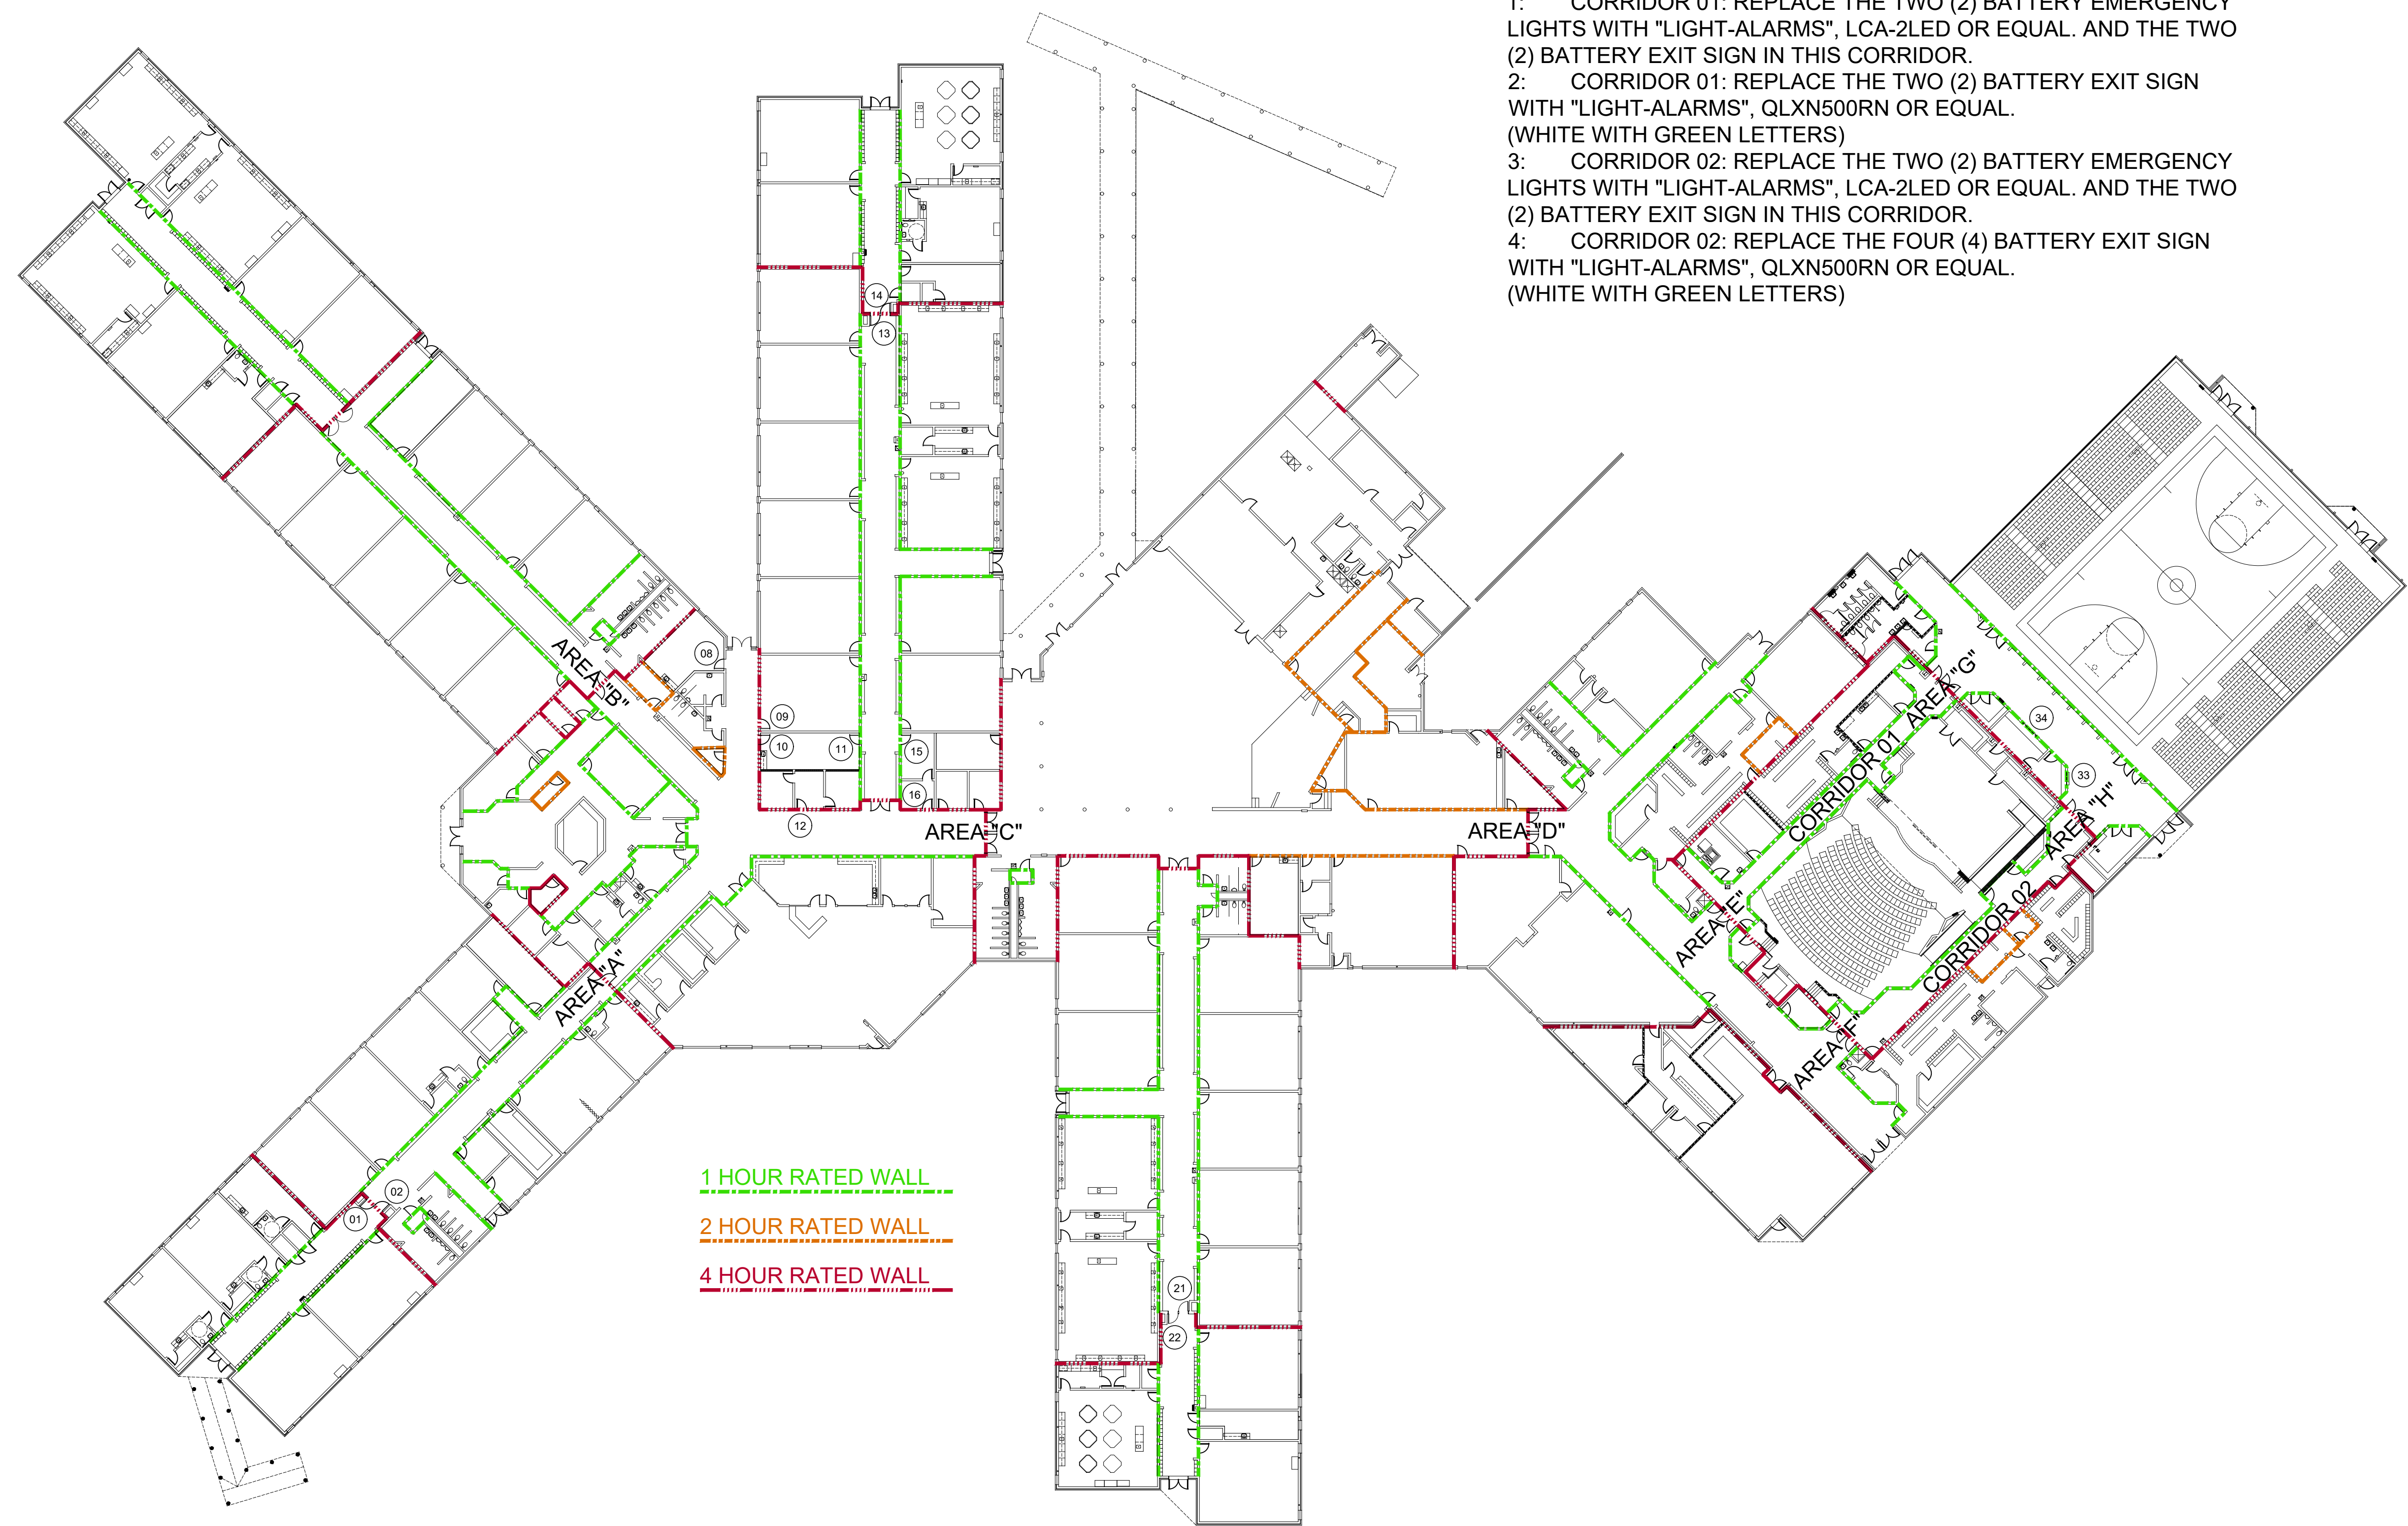 1: CORRIDOR 01: REPLACE THE TWO (2) BATTERY EMERGENCY
LIGHTS WITH "LIGHT-ALARMS", LCA-2LED OR EQUAL. AND THE TWO
(2) BATTERY EXIT SIGN IN THIS CORRIDOR.
2: CORRIDOR 01: REPLACE THE TWO (2) BATTERY EXIT SIGN
WITH "LIGHT-ALARMS", QLXN500RN OR EQUAL.
(WHITE WITH GREEN LETTERS)
3: CORRIDOR 02: REPLACE THE TWO (2) BATTERY EMERGENCY
LIGHTS WITH "LIGHT-ALARMS", LCA-2LED OR EQUAL. AND THE TWO
(2) BATTERY EXIT SIGN IN THIS CORRIDOR.
4: CORRIDOR 02: REPLACE THE FOUR (4) BATTERY EXIT SIGN
WITH "LIGHT-ALARMS", QLXN500RN OR EQUAL.
(WHITE WITH GREEN LETTERS)
14
13
08
AREA "B"
09
10
11
15
16
12
AREA "C"
AREA "D"
AREA "G"
34
33
CORRIDOR 01
AREA "H"
AREA "E"
CORRIDOR 02
AREA "F"
AREA "A"
02
01
1 HOUR RATED WALL
2 HOUR RATED WALL
4 HOUR RATED WALL
21
22